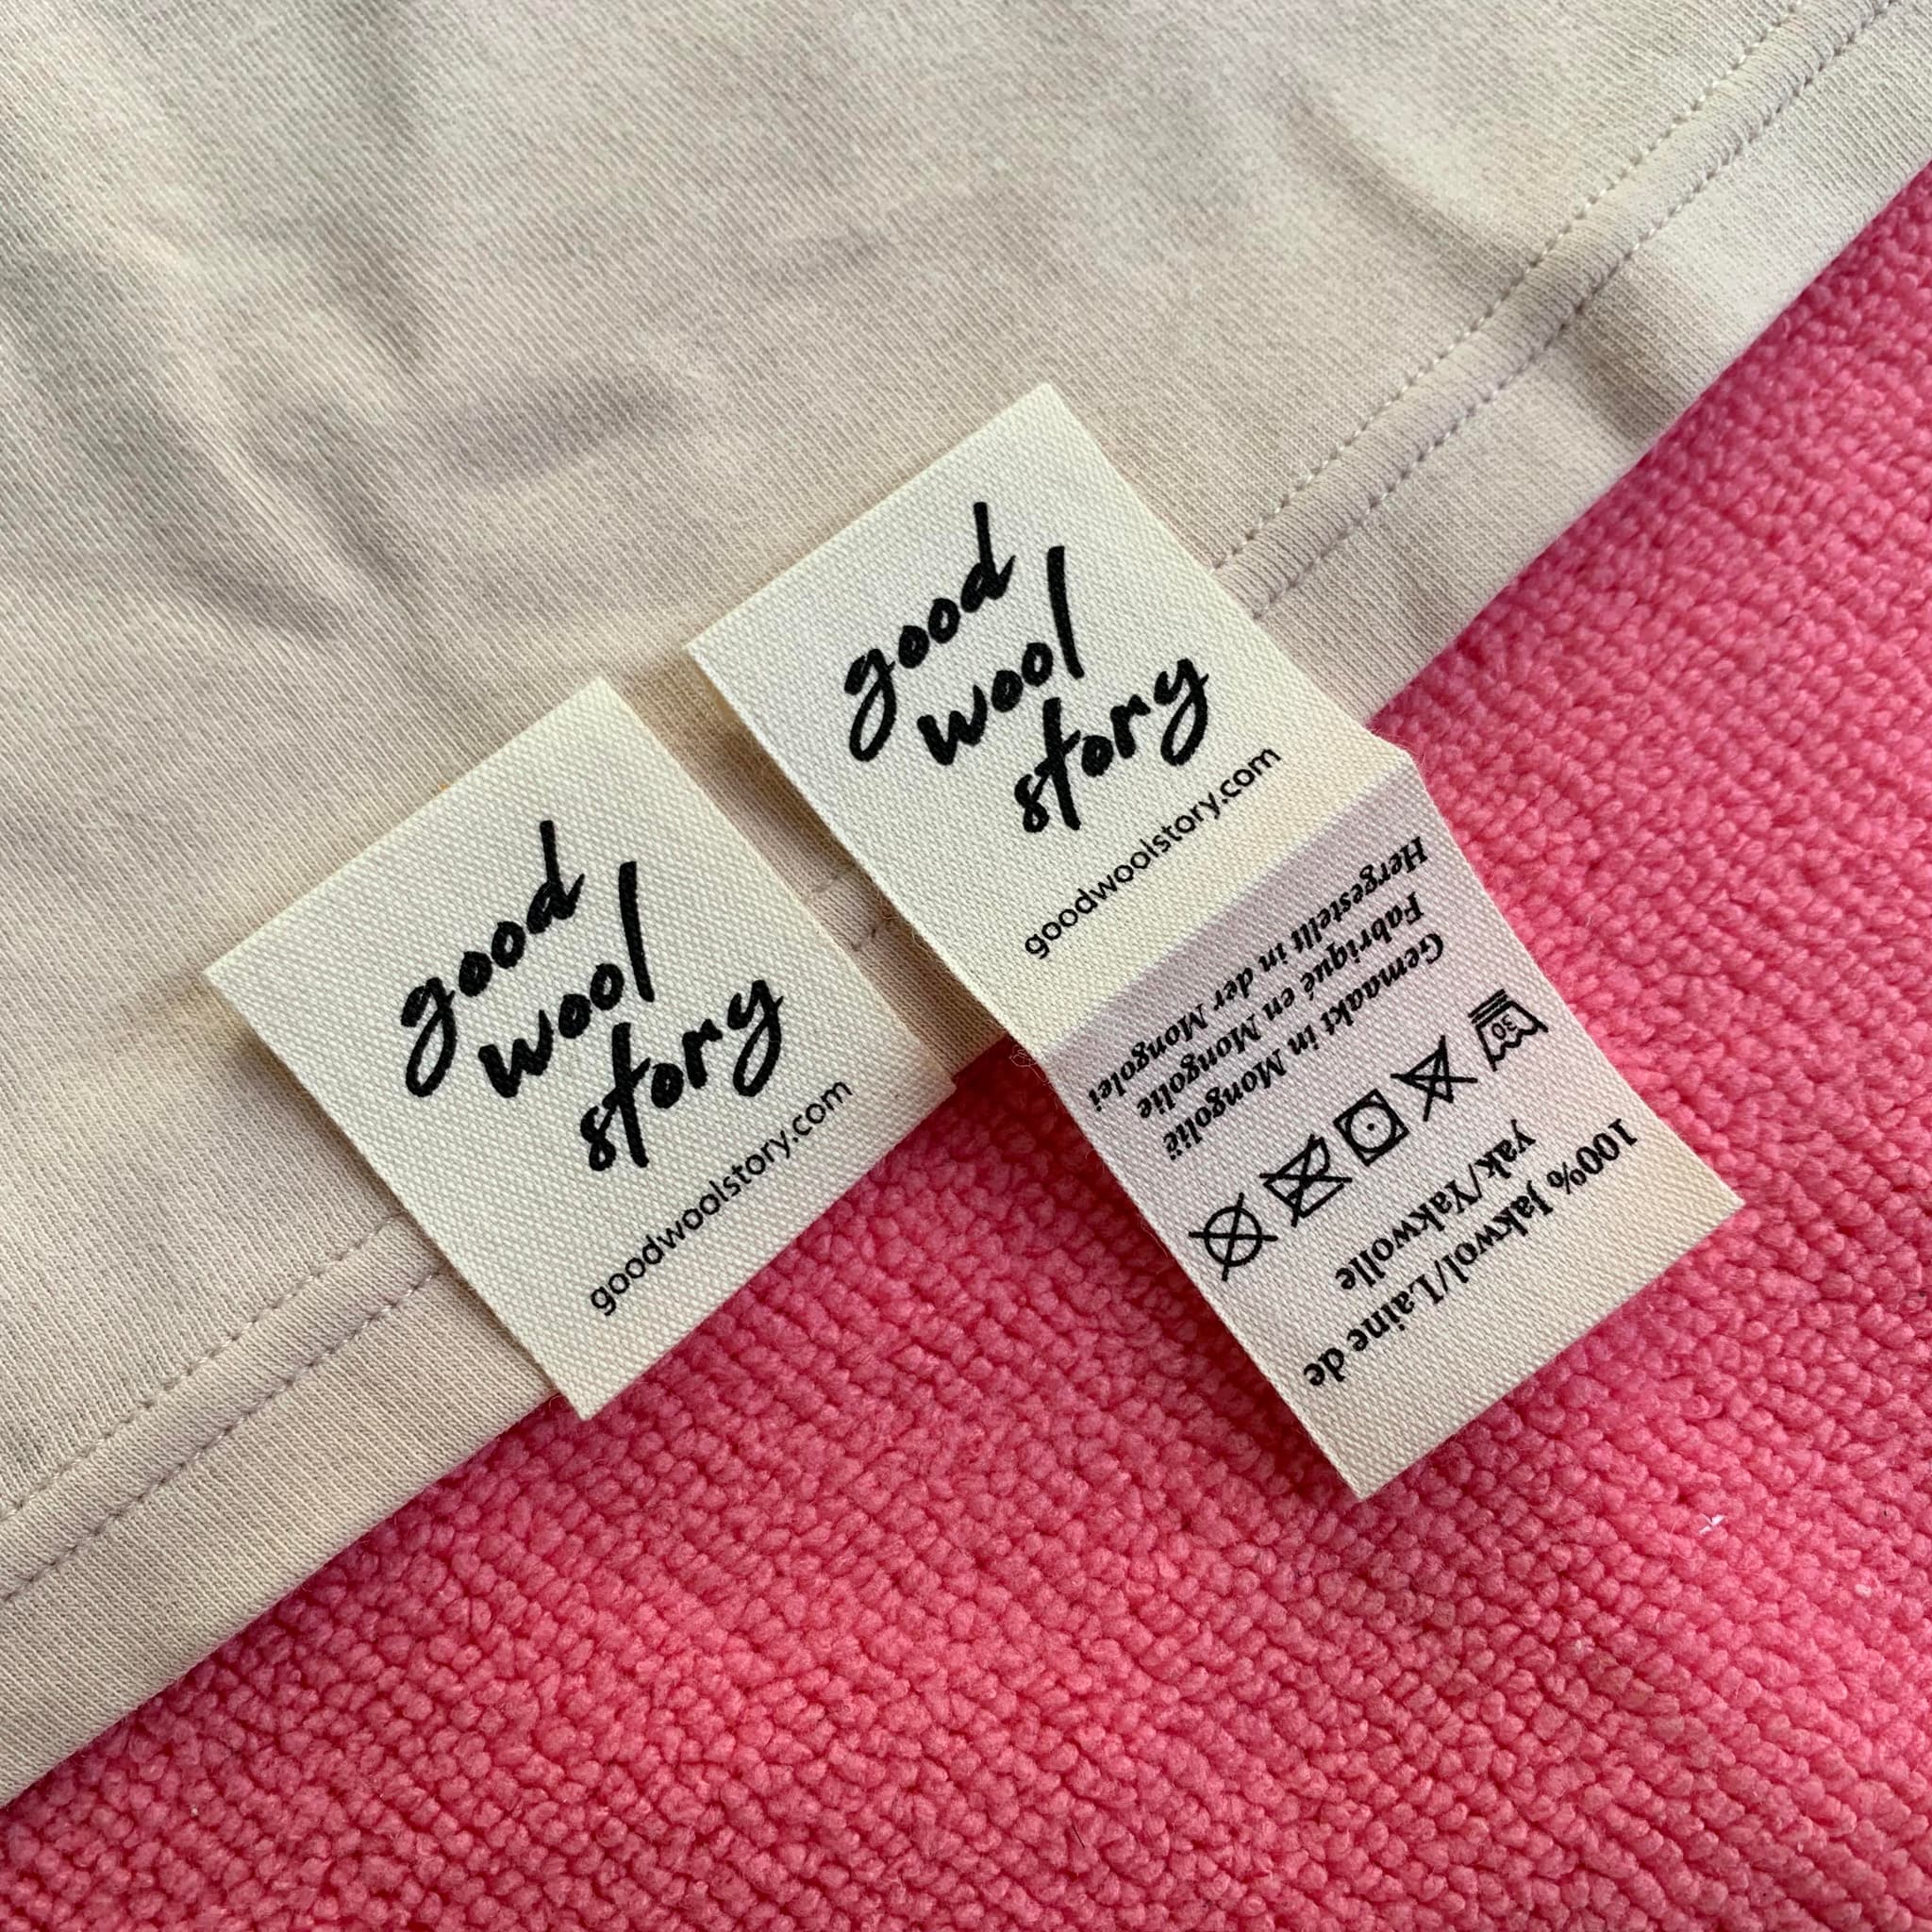 good
wool
story
goodwoolstory.com
good
wool
story
goodwoolstory.com
100% Jakwol/Laine de
yak/Yakwolle
30
Gemaakt in Mongolië
Fabriqué en Mongolie
Hergestellt in der Mongolei